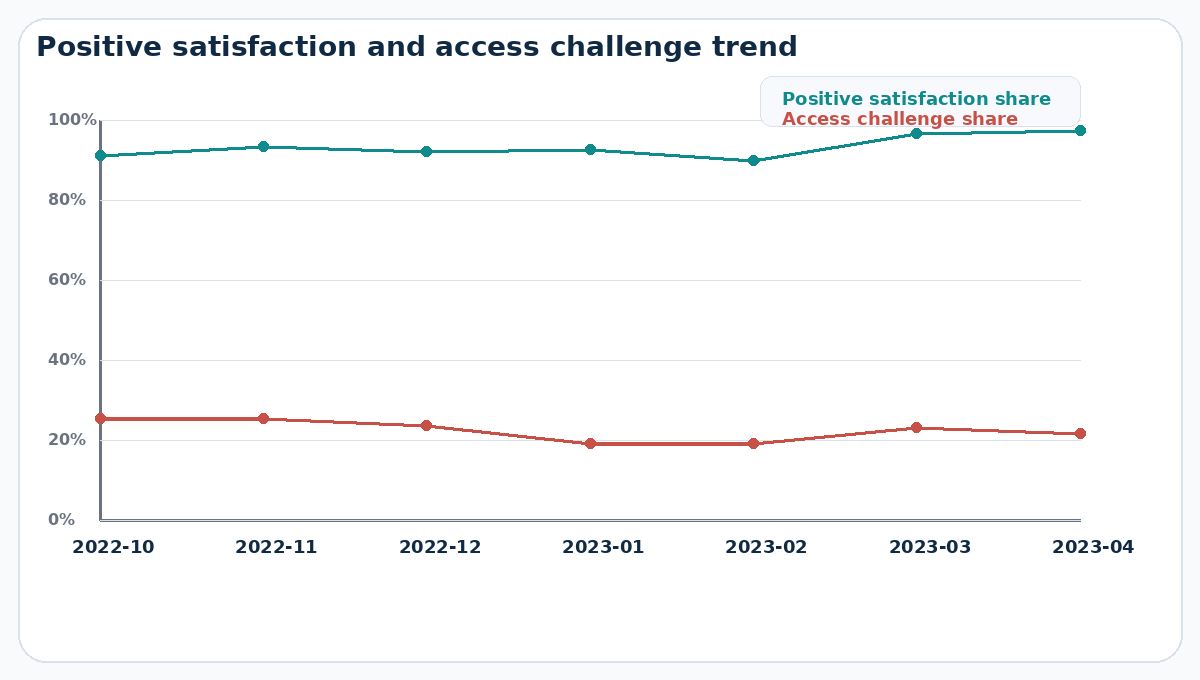 Positive satisfaction and access challenge trend
Positive satisfaction share
Access challenge share
100%
80%
60%
40%
20%
0%
2022-10 2022-11 2022-12 2023-01 2023-02 2023-03 2023-04